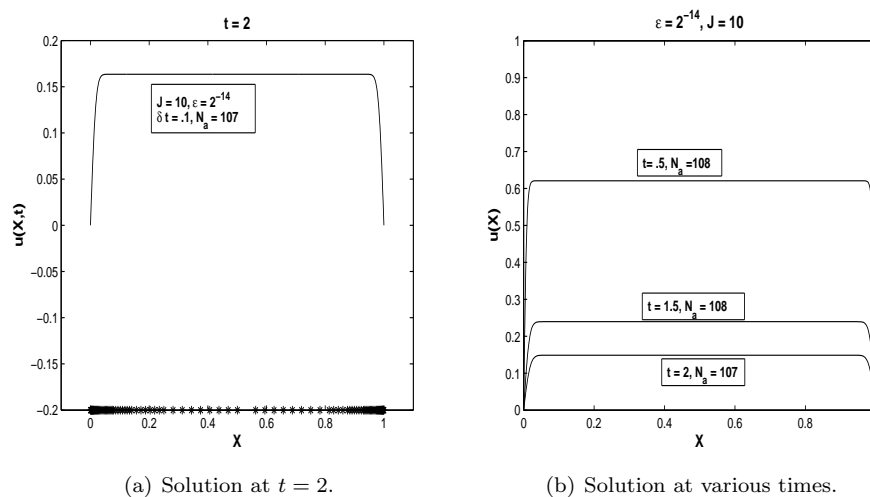 t = 2
0.2
0.15
0.1
0.05
0
−0.05
−0.1
−0.15
−0.2
u(X,t)
J = 10, ε = 2^−14
δ t = .1, N_a = 107
0 0.2 0.4 0.6 0.8 1
X
(a) Solution at t = 2.
ε = 2^−14, J = 10
1
0.9
0.8
0.7
0.6
0.5
0.4
0.3
0.2
0.1
0
u(X)
t= .5, N_a =108
t = 1.5, N_a = 108
t = 2, N_a = 107
0 0.2 0.4 0.6 0.8
X
(b) Solution at various times.